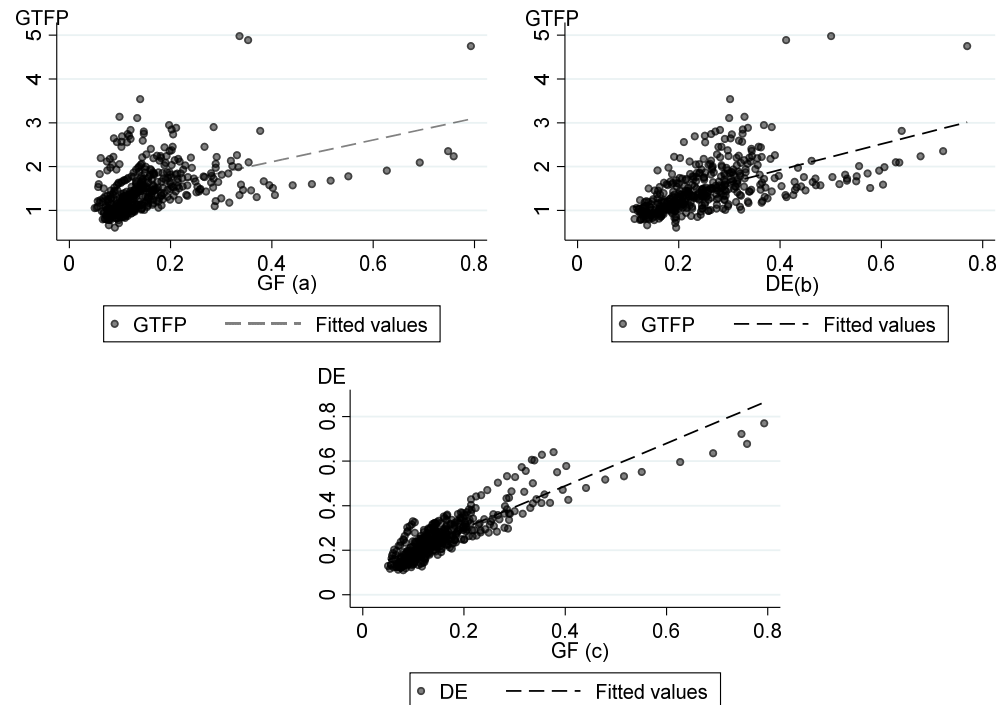 GTFP
5
4
3
2
1
0 0.2 0.4 0.6 0.8
GF (a)
GTFP Fitted values
GTFP
5
4
3
2
1
0 0.2 0.4 0.6 0.8
DE(b)
GTFP Fitted values
DE
0.8
0.6
0.4
0.2
0
0 0.2 0.4 0.6 0.8
GF (c)
DE Fitted values